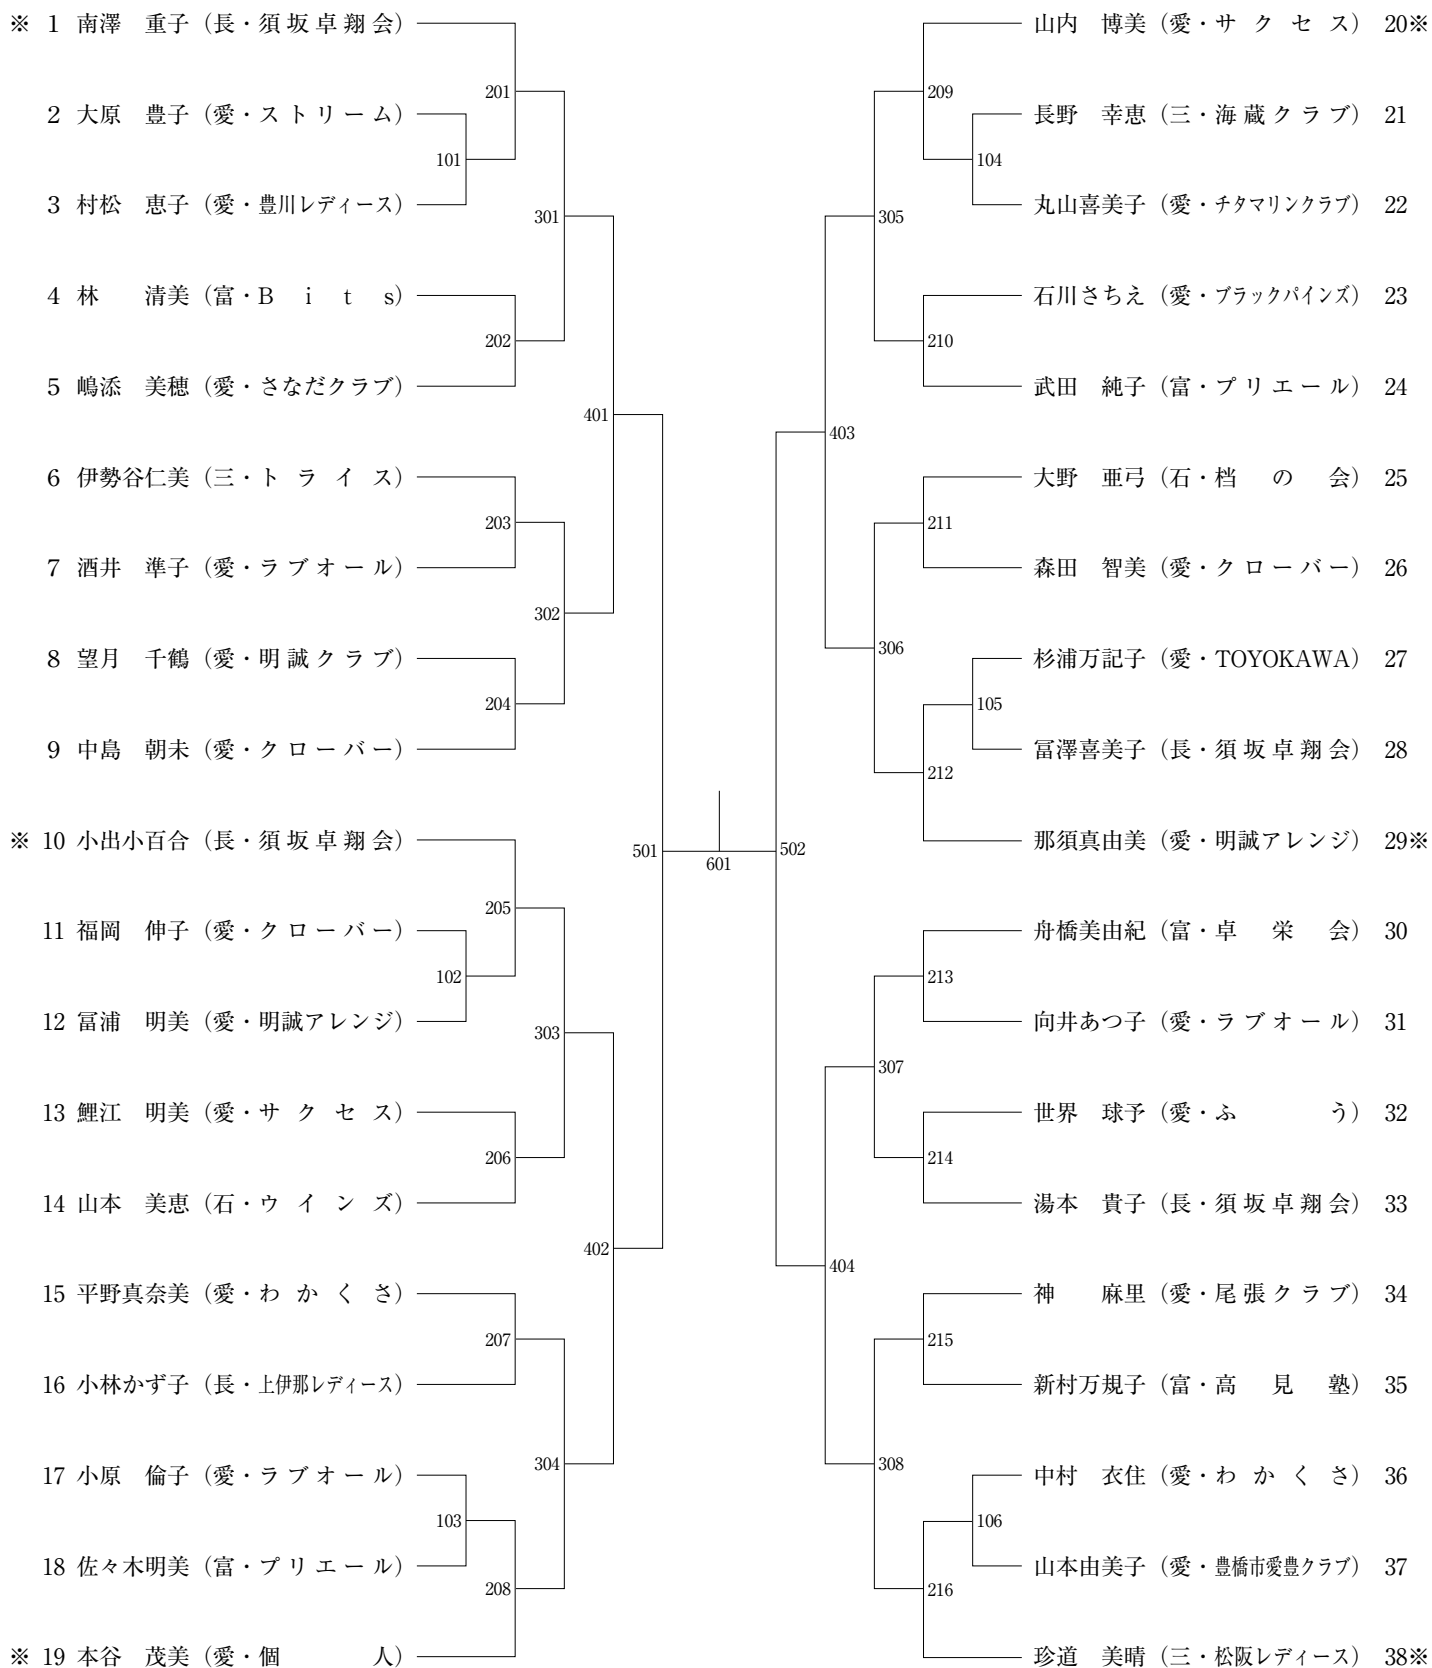 ※ 1 南澤　重子（長・須坂卓翔会）
2 大原　豊子（愛・ストリーム）
3 村松　恵子（愛・豊川レディース）
4 林　　清美（富・Bits）
5 嶋添　美穂（愛・さなだクラブ）
6 伊勢谷仁美（三・トライス）
7 酒井　準子（愛・ラブオール）
8 望月　千鶴（愛・明誠クラブ）
9 中島　朝未（愛・クローバー）
※ 10 小出小百合（長・須坂卓翔会）
11 福岡　伸子（愛・クローバー）
12 冨浦　明美（愛・明誠アレンジ）
13 鯉江　明美（愛・サクセス）
14 山本　美恵（石・ウインズ）
15 平野真奈美（愛・わかくさ）
16 小林かず子（長・上伊那レディース）
17 小原　倫子（愛・ラブオール）
18 佐々木明美（富・プリエール）
※ 19 本谷　茂美（愛・個人）
101
102
103
201
202
203
204
205
206
207
208
301
302
303
304
401
402
501
601
502
403
404
305
306
307
308
209
210
211
212
213
214
215
216
104
105
106
山内　博美（愛・サクセス） 20※
長野　幸恵（三・海蔵クラブ） 21
丸山喜美子（愛・チタマリンクラブ） 22
石川さちえ（愛・ブラックパインズ） 23
武田　純子（富・プリエール） 24
大野　亜弓（石・档の会） 25
森田　智美（愛・クローバー） 26
杉浦万記子（愛・TOYOKAWA） 27
冨澤喜美子（長・須坂卓翔会） 28
那須真由美（愛・明誠アレンジ） 29※
舟橋美由紀（富・卓栄会） 30
向井あつ子（愛・ラブオール） 31
世界　球予（愛・ふう） 32
湯本　貴子（長・須坂卓翔会） 33
神　　麻里（愛・尾張クラブ） 34
新村万規子（富・高見塾） 35
中村　衣住（愛・わかくさ） 36
山本由美子（愛・豊橋市愛豊クラブ） 37
珍道　美晴（三・松阪レディース） 38※